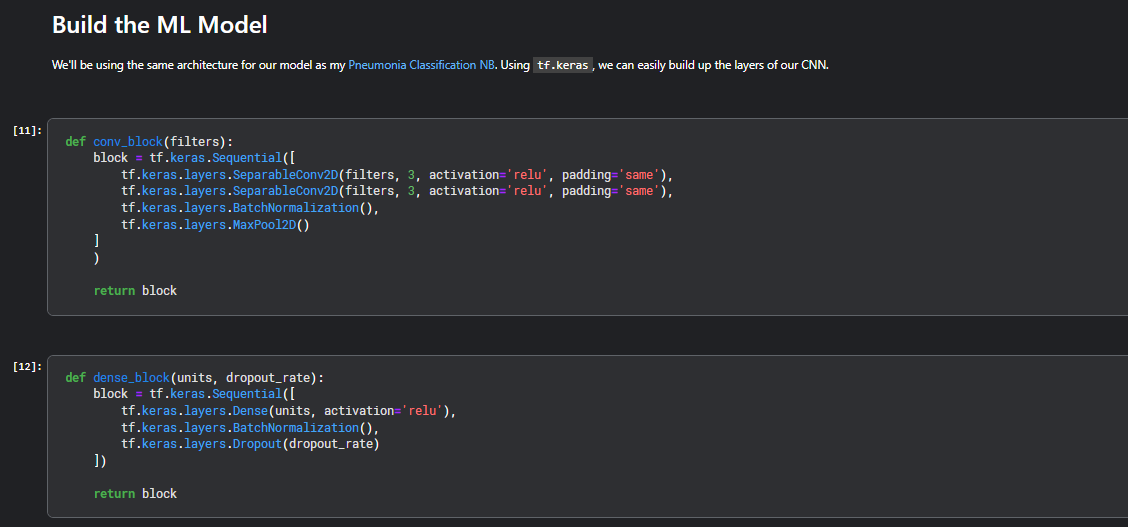 Build the ML Model
We'll be using the same architecture for our model as my Pneumonia Classification NB. Using tf.keras, we can easily build up the layers of our CNN.
[11]:
def conv_block(filters):
    block = tf.keras.Sequential([
        tf.keras.layers.SeparableConv2D(filters, 3, activation='relu', padding='same'),
        tf.keras.layers.SeparableConv2D(filters, 3, activation='relu', padding='same'),
        tf.keras.layers.BatchNormalization(),
        tf.keras.layers.MaxPool2D()
    ]
    )
    return block
[12]:
def dense_block(units, dropout_rate):
    block = tf.keras.Sequential([
        tf.keras.layers.Dense(units, activation='relu'),
        tf.keras.layers.BatchNormalization(),
        tf.keras.layers.Dropout(dropout_rate)
    ])
    return block